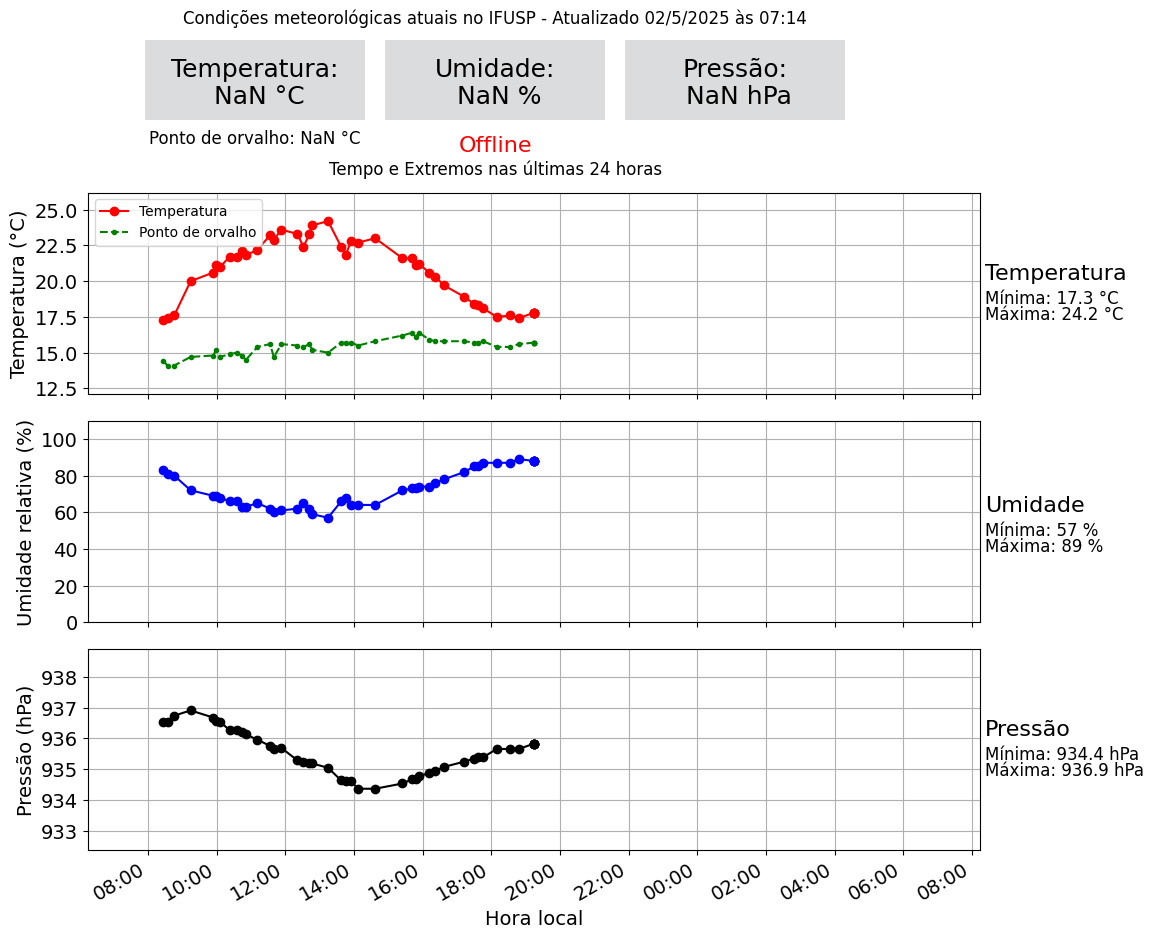 Condições meteorológicas atuais no IFUSP - Atualizado 02/5/2025 às 07:14
Temperatura:
NaN °C
Umidade:
NaN %
Pressão:
NaN hPa
Ponto de orvalho: NaN °C
Offline
Tempo e Extremos nas últimas 24 horas
Temperatura (°C)
25.0
22.5
20.0
17.5
15.0
12.5
Temperatura
Ponto de orvalho
Temperatura
Mínima: 17.3 °C
Máxima: 24.2 °C
Umidade relativa (%)
100
80
60
40
20
0
Umidade
Mínima: 57 %
Máxima: 89 %
Pressão (hPa)
938
937
936
935
934
933
Pressão
Mínima: 934.4 hPa
Máxima: 936.9 hPa
08:00 10:00 12:00 14:00 16:00 18:00 20:00 22:00 00:00 02:00 04:00 06:00 08:00
Hora local